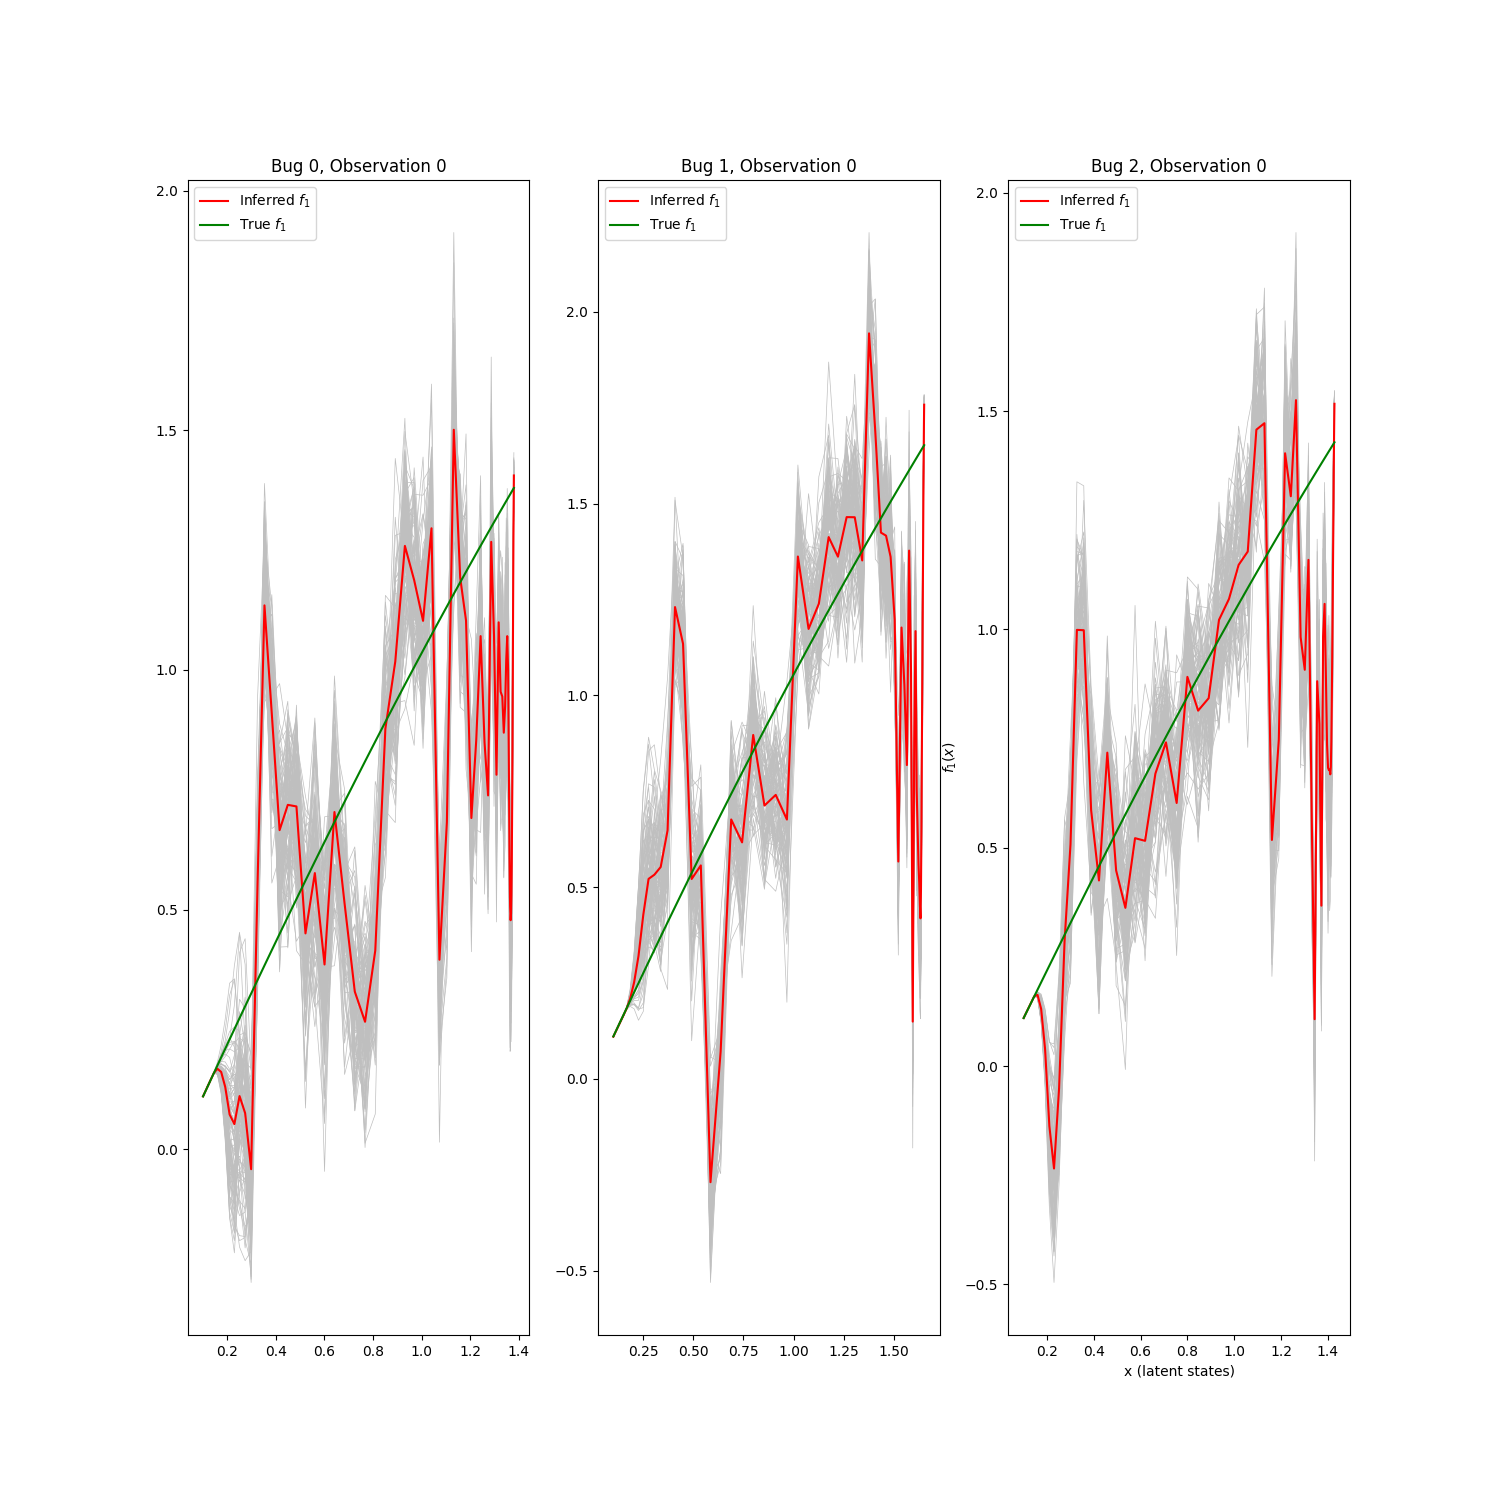 Bug 0, Observation 0
Inferred f₁
True f₁
2.0
1.5
1.0
0.5
0.0
0.2 0.4 0.6 0.8 1.0 1.2 1.4
Bug 1, Observation 0
Inferred f₁
True f₁
2.0
1.5
1.0
0.5
0.0
−0.5
0.25 0.50 0.75 1.00 1.25 1.50
Bug 2, Observation 0
Inferred f₁
True f₁
f₁(x)
2.0
1.5
1.0
0.5
0.0
−0.5
0.2 0.4 0.6 0.8 1.0 1.2 1.4
x (latent states)